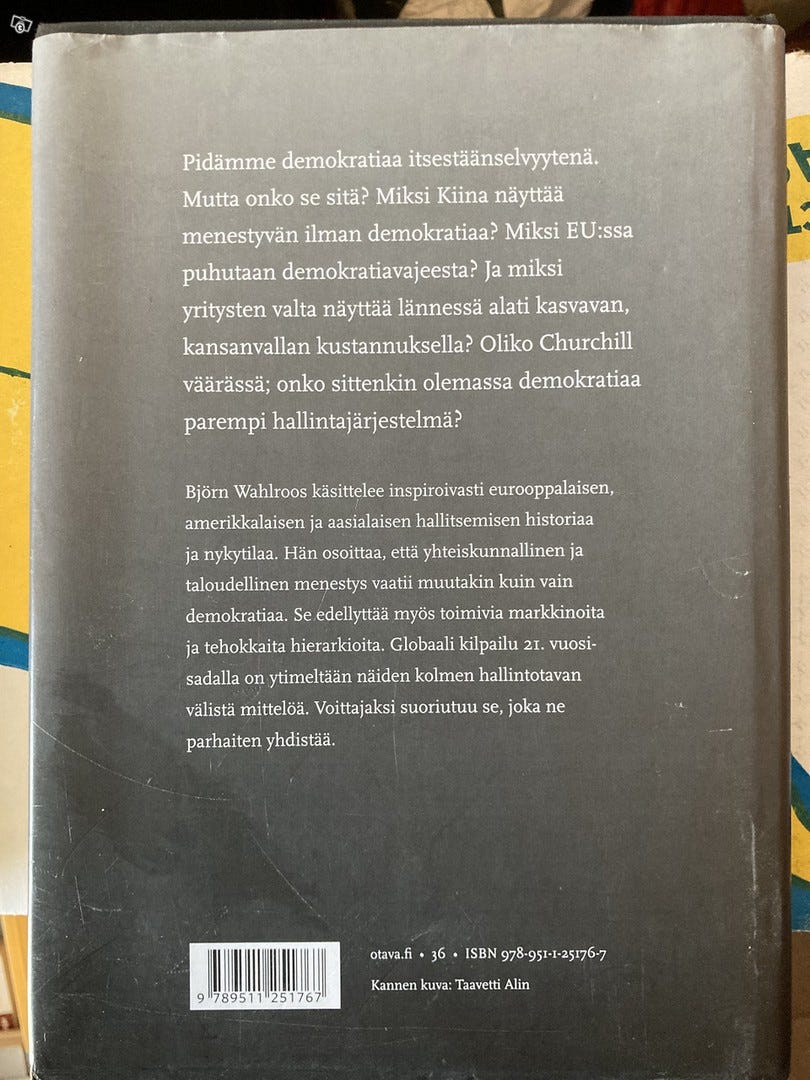 Pidämme demokratiaa itsestäänselvyytenä.
Mutta onko se sitä? Miksi Kiina näyttää
menestyvän ilman demokratiaa? Miksi EU:ssa
puhutaan demokratiavajeesta? Ja miksi
yritysten valta näyttää lännessä alati kasvavan,
kansanvallan kustannuksella? Oliko Churchill
väärässä; onko sittenkin olemassa demokratiaa
parempi hallintajärjestelmä?
Björn Wahlroos käsittelee inspiroivasti eurooppalaisen,
amerikkalaisen ja aasialaisen hallitsemisen historiaa
ja nykytilaa. Hän osoittaa, että yhteiskunnallinen ja
taloudellinen menestys vaatii muutakin kuin vain
demokratiaa. Se edellyttää myös toimivia markkinoita
ja tehokkaita hierarkioita. Globaali kilpailu 21. vuosi-
sadalla on ytimeltään näiden kolmen hallintotavan
välistä mittelöä. Voittajaksi suoriutuu se, joka ne
parhaiten yhdistää.
otava.fi • 36 • ISBN 978-951-1-25176-7
Kannen kuva: Taavetti Alin
9 789511 251767